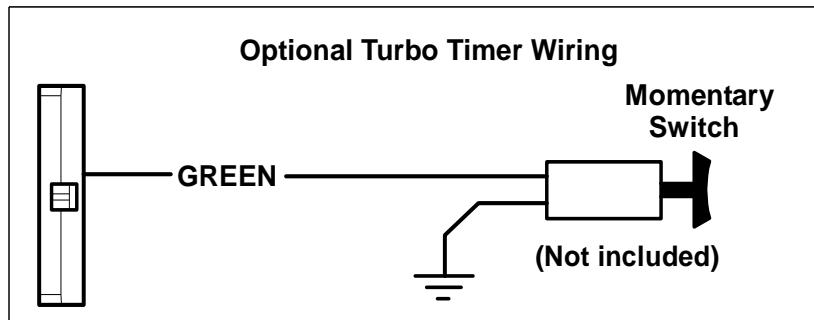 Optional Turbo Timer Wiring
Momentary
Switch
GREEN
(Not included)